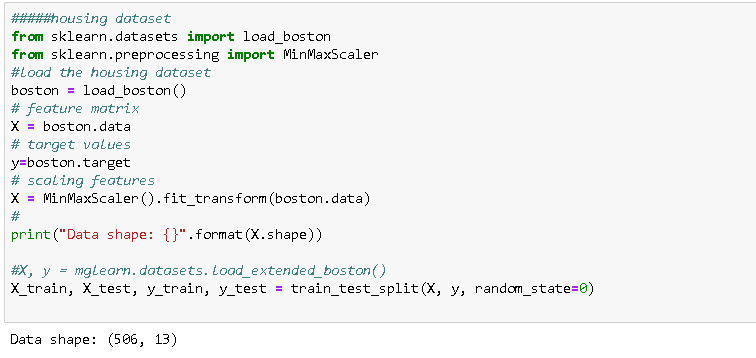 #####housing dataset
from sklearn.datasets import load_boston
from sklearn.preprocessing import MinMaxScaler
#load the housing dataset
boston = load_boston()
# feature matrix
X = boston.data
# target values
y=boston.target
# scaling features
X = MinMaxScaler().fit_transform(boston.data)
#
print("Data shape: {}".format(X.shape))
#X, y = mglearn.datasets.load_extended_boston()
X_train, X_test, y_train, y_test = train_test_split(X, y, random_state=0)
Data shape: (506, 13)